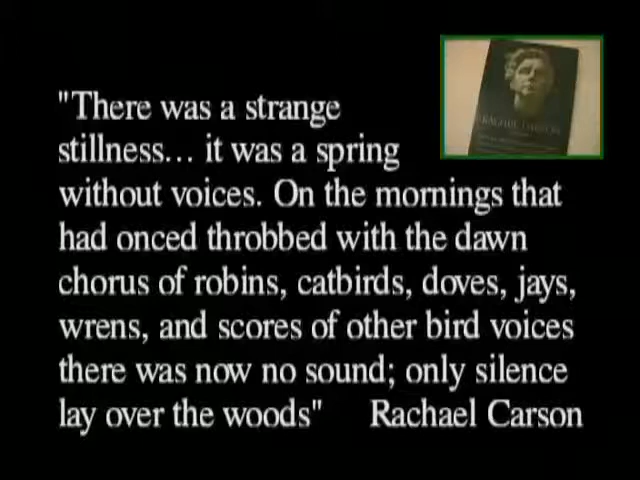 "There was a strange
stillness... it was a spring
without voices. On the mornings that
had onced throbbed with the dawn
chorus of robins, catbirds, doves, jays,
wrens, and scores of other bird voices
there was now no sound; only silence
lay over the woods" Rachael Carson